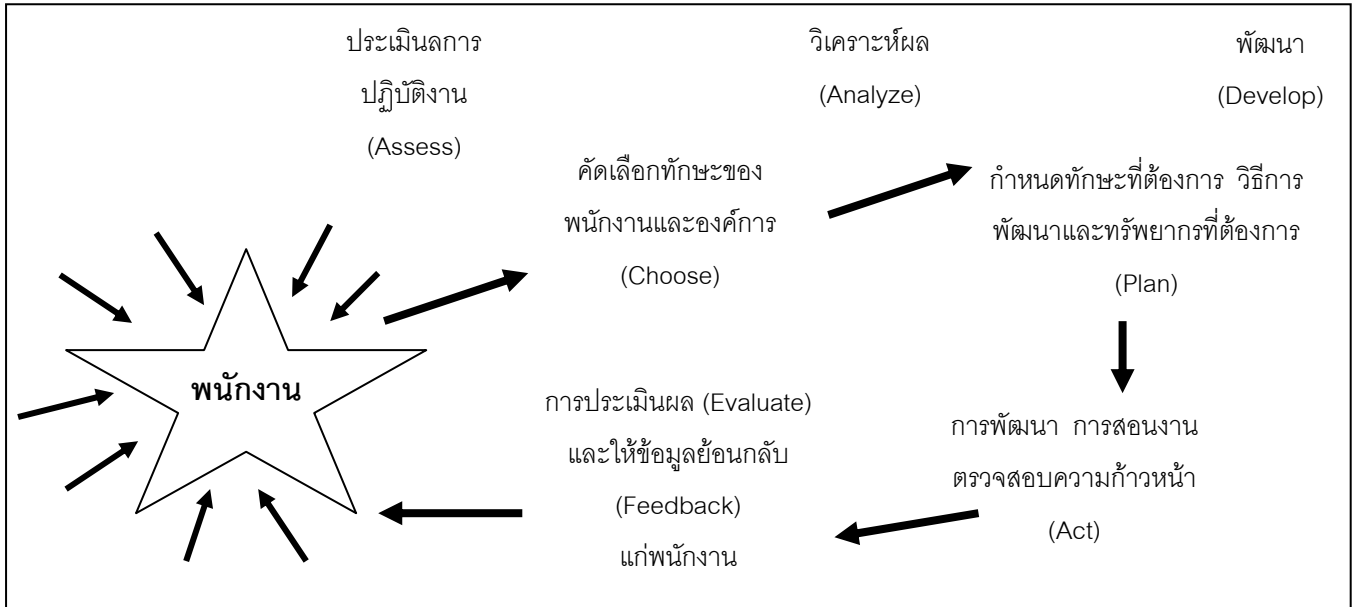 ประเมินลการ
ปฏิบัติงาน
(Assess)
วิเคราะห์ผล
(Analyze)
พัฒนา
(Develop)
คัดเลือกทักษะของ
พนักงานและองค์การ
(Choose)
กำหนดทักษะที่ต้องการ วิธีการ
พัฒนาและทรัพยากรที่ต้องการ
(Plan)
พนักงาน
การประเมินผล (Evaluate)
และให้ข้อมูลย้อนกลับ
(Feedback)
แก่พนักงาน
การพัฒนา การสอนงาน
ตรวจสอบความก้าวหน้า
(Act)